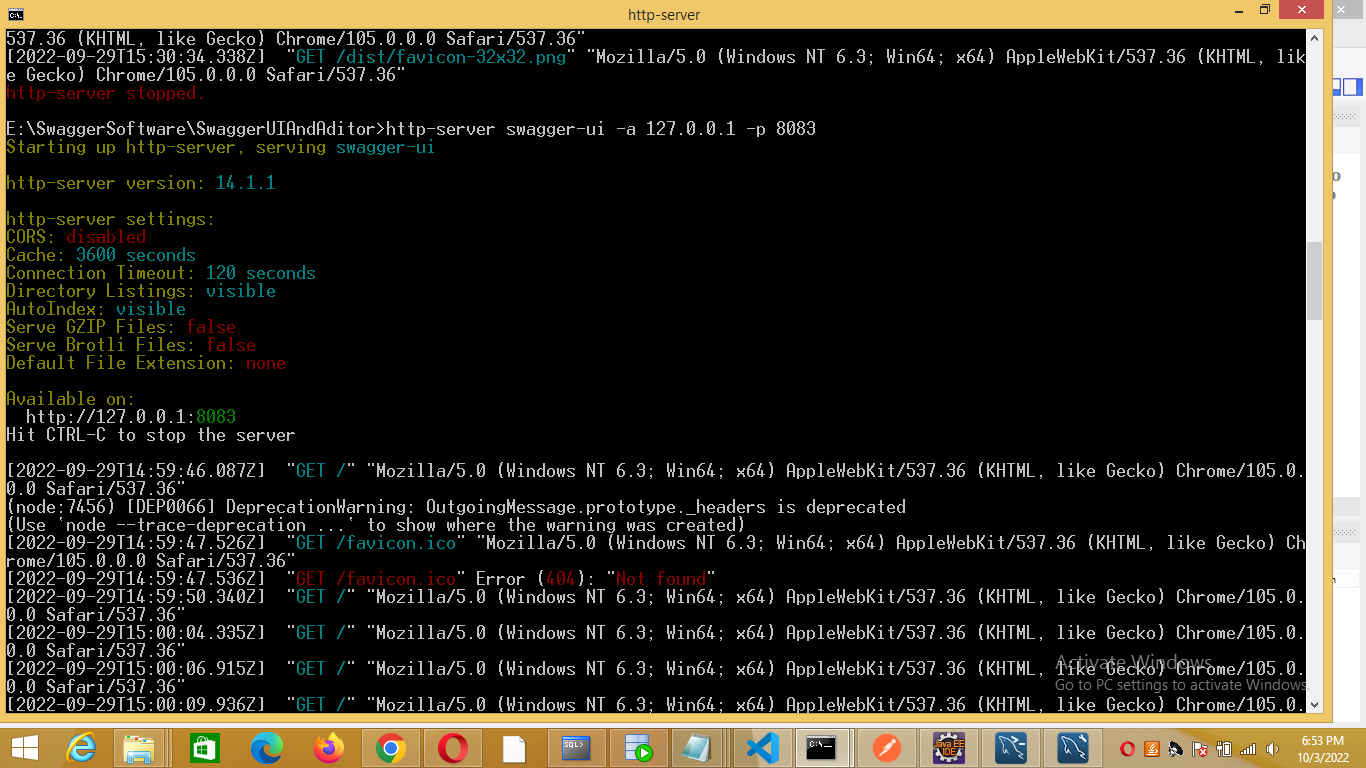 http-server
537.36 (KHTML, like Gecko) Chrome/105.0.0.0 Safari/537.36"
[2022-09-29T15:30:34.338Z]  "GET /dist/favicon-32x32.png" "Mozilla/5.0 (Windows NT 6.3; Win64; x64) AppleWebKit/537.36 (KHTML, lik
e Gecko) Chrome/105.0.0.0 Safari/537.36"
http-server stopped.
E:\SwaggerSoftware\SwaggerUIAndAditor>http-server swagger-ui -a 127.0.0.1 -p 8083
Starting up http-server, serving swagger-ui
http-server version: 14.1.1
http-server settings:
CORS: disabled
Cache: 3600 seconds
Connection Timeout: 120 seconds
Directory Listings: visible
AutoIndex: visible
Serve GZIP Files: false
Serve Brotli Files: false
Default File Extension: none
Available on:
http://127.0.0.1:8083
Hit CTRL-C to stop the server
[2022-09-29T14:59:46.087Z]  "GET /" "Mozilla/5.0 (Windows NT 6.3; Win64; x64) AppleWebKit/537.36 (KHTML, like Gecko) Chrome/105.0.
0.0 Safari/537.36"
(node:7456) [DEP0066] DeprecationWarning: OutgoingMessage.prototype._headers is deprecated
(Use `node --trace-deprecation ...` to show where the warning was created)
[2022-09-29T14:59:47.526Z]  "GET /favicon.ico" "Mozilla/5.0 (Windows NT 6.3; Win64; x64) AppleWebKit/537.36 (KHTML, like Gecko) Ch
rome/105.0.0.0 Safari/537.36"
[2022-09-29T14:59:47.536Z]  "GET /favicon.ico" Error (404): "Not found"
[2022-09-29T14:59:50.340Z]  "GET /" "Mozilla/5.0 (Windows NT 6.3; Win64; x64) AppleWebKit/537.36 (KHTML, like Gecko) Chrome/105.0.
0.0 Safari/537.36"
[2022-09-29T15:00:04.335Z]  "GET /" "Mozilla/5.0 (Windows NT 6.3; Win64; x64) AppleWebKit/537.36 (KHTML, like Gecko) Chrome/105.0.
0.0 Safari/537.36"
[2022-09-29T15:00:06.915Z]  "GET /" "Mozilla/5.0 (Windows NT 6.3; Win64; x64) AppleWebKit/537.36 (KHTML, like Gecko) Chrome/105.0.
0.0 Safari/537.36"
[2022-09-29T15:00:09.936Z]  "GET /" "Mozilla/5.0 (Windows NT 6.3; Win64; x64) AppleWebKit/537.36 (KHTML, like Gecko) Chrome/105.0.
Activate Windows
Go to PC settings to activate Windows.
SQL>
Java EE
IDE
6:53 PM
10/3/2022